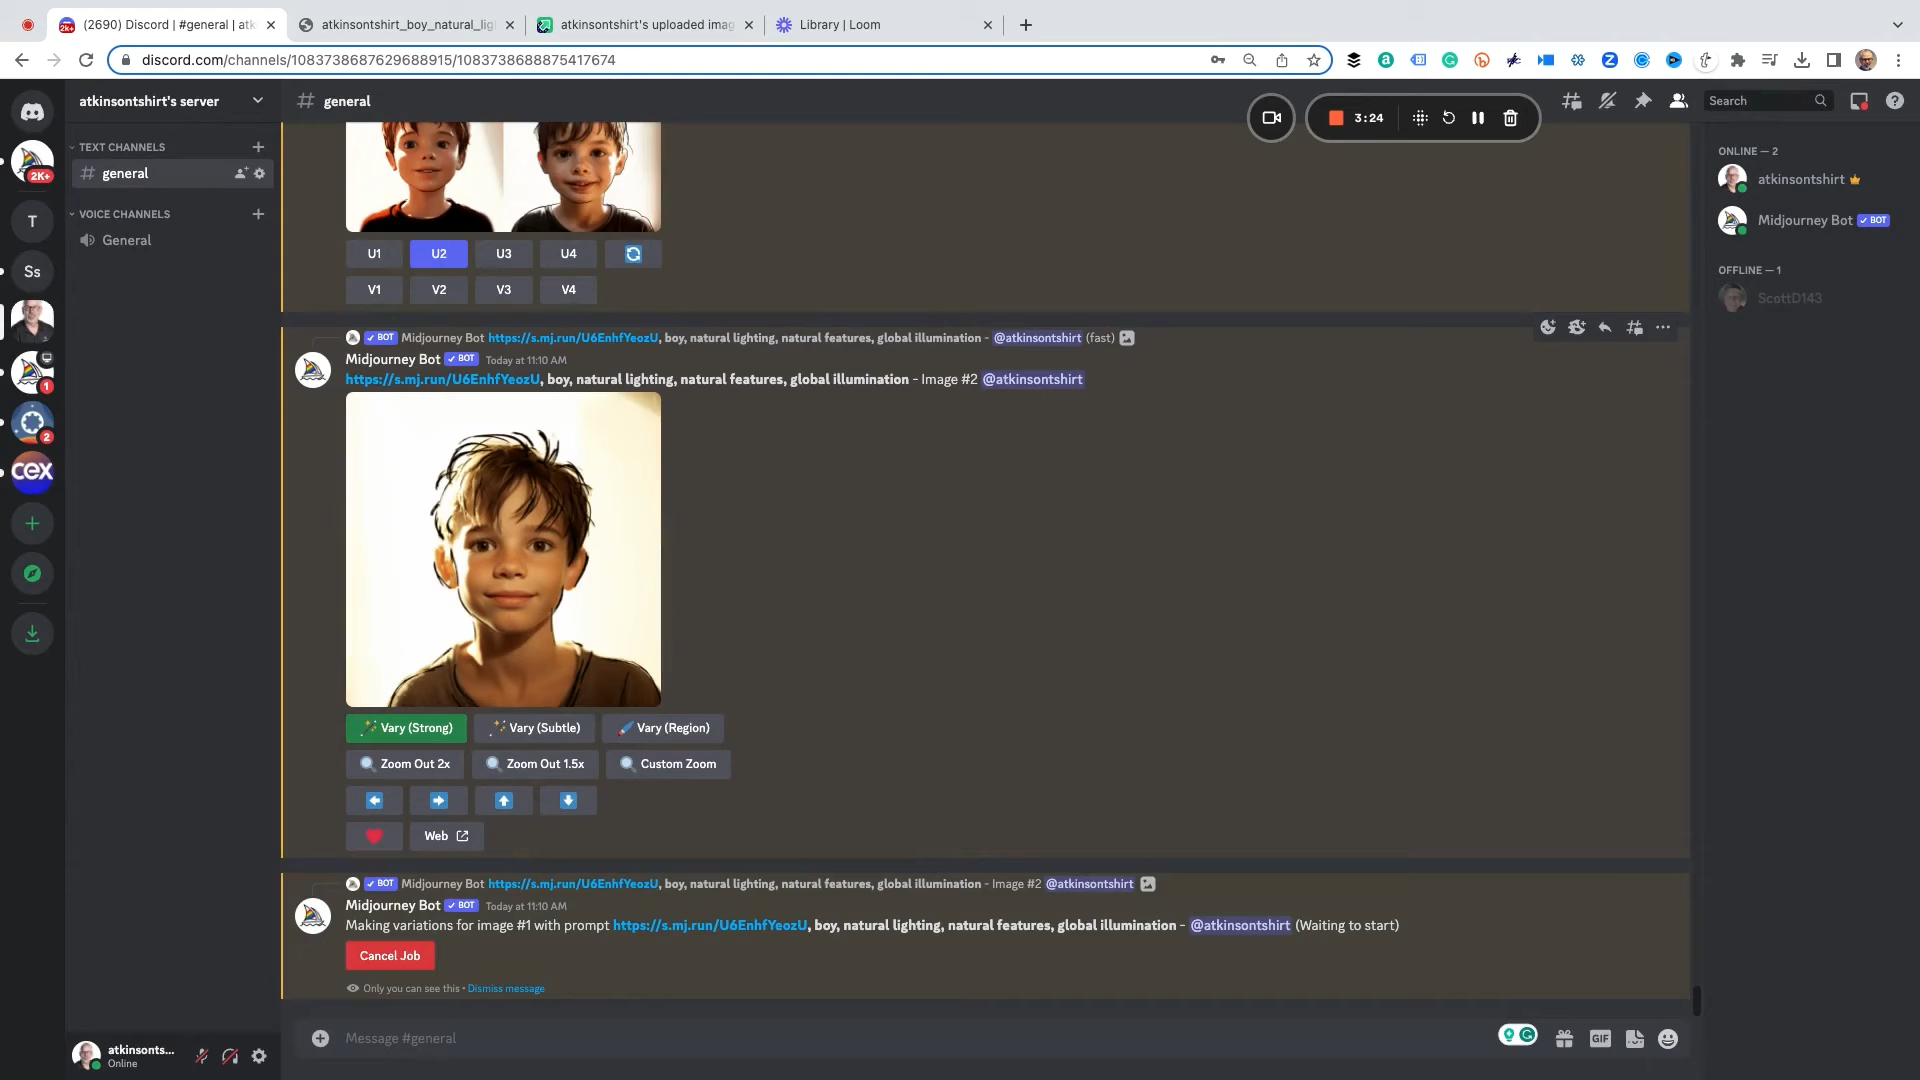 (2690) Discord | #general | atk
atkinsontshirt_boy_natural_lig
atkinsontshirt's uploaded imag
Library | Loom
discord.com/channels/1083738687629688915/1083738688875417674
atkinsontshirt's server
general
3:24
Search
2K+
TEXT CHANNELS
general
VOICE CHANNELS
General
T
Ss
1
2
cex
ONLINE — 2
atkinsontshirt
Midjourney Bot BOT
OFFLINE — 1
ScottD143
U1 U2 U3 U4
V1 V2 V3 V4
BOT Midjourney Bot https://s.mj.run/U6EnhfYeozU, boy, natural lighting, natural features, global illumination - @atkinsontshirt (fast)
Midjourney Bot BOT Today at 11:10 AM
https://s.mj.run/U6EnhfYeozU, boy, natural lighting, natural features, global illumination - Image #2 @atkinsontshirt
Vary (Strong) Vary (Subtle) Vary (Region)
Zoom Out 2x Zoom Out 1.5x Custom Zoom
Web
BOT Midjourney Bot https://s.mj.run/U6EnhfYeozU, boy, natural lighting, natural features, global illumination - Image #2 @atkinsontshirt
Midjourney Bot BOT Today at 11:10 AM
Making variations for image #1 with prompt https://s.mj.run/U6EnhfYeozU, boy, natural lighting, natural features, global illumination - @atkinsontshirt (Waiting to start)
Cancel Job
Only you can see this • Dismiss message
Message #general
GIF
atkinsonts...
Online